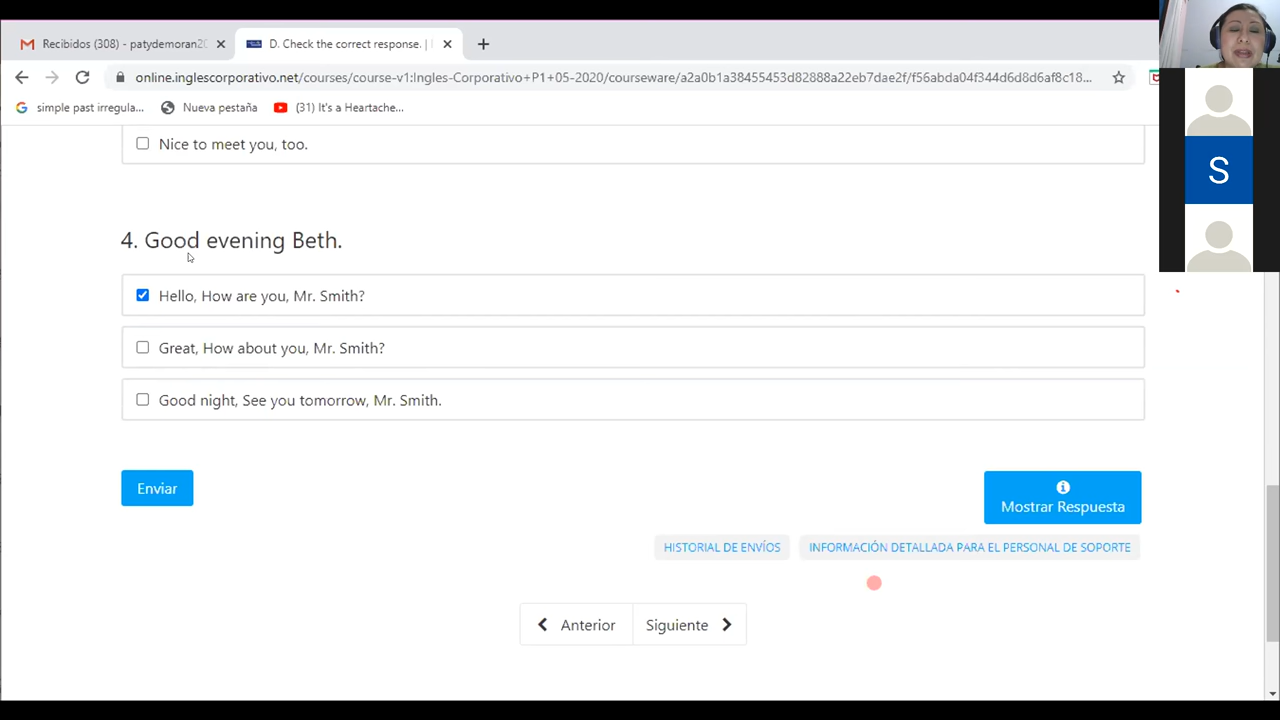 Recibidos (308) - patydemoran20
D. Check the correct response. |
online.inglescorporativo.net/courses/course-v1:Ingles-Corporativo+P1+05-2020/courseware/a2a0b1a38455453d82888a22eb7dae2f/f56abda04f344d6d8d6af8c18...
simple past irregula...
Nueva pestaña
(31) It's a Heartache...
Nice to meet you, too.
4. Good evening Beth.
Hello, How are you, Mr. Smith?
Great, How about you, Mr. Smith?
Good night, See you tomorrow, Mr. Smith.
Enviar
Mostrar Respuesta
HISTORIAL DE ENVÍOS
INFORMACIÓN DETALLADA PARA EL PERSONAL DE SOPORTE
Anterior
Siguiente
S